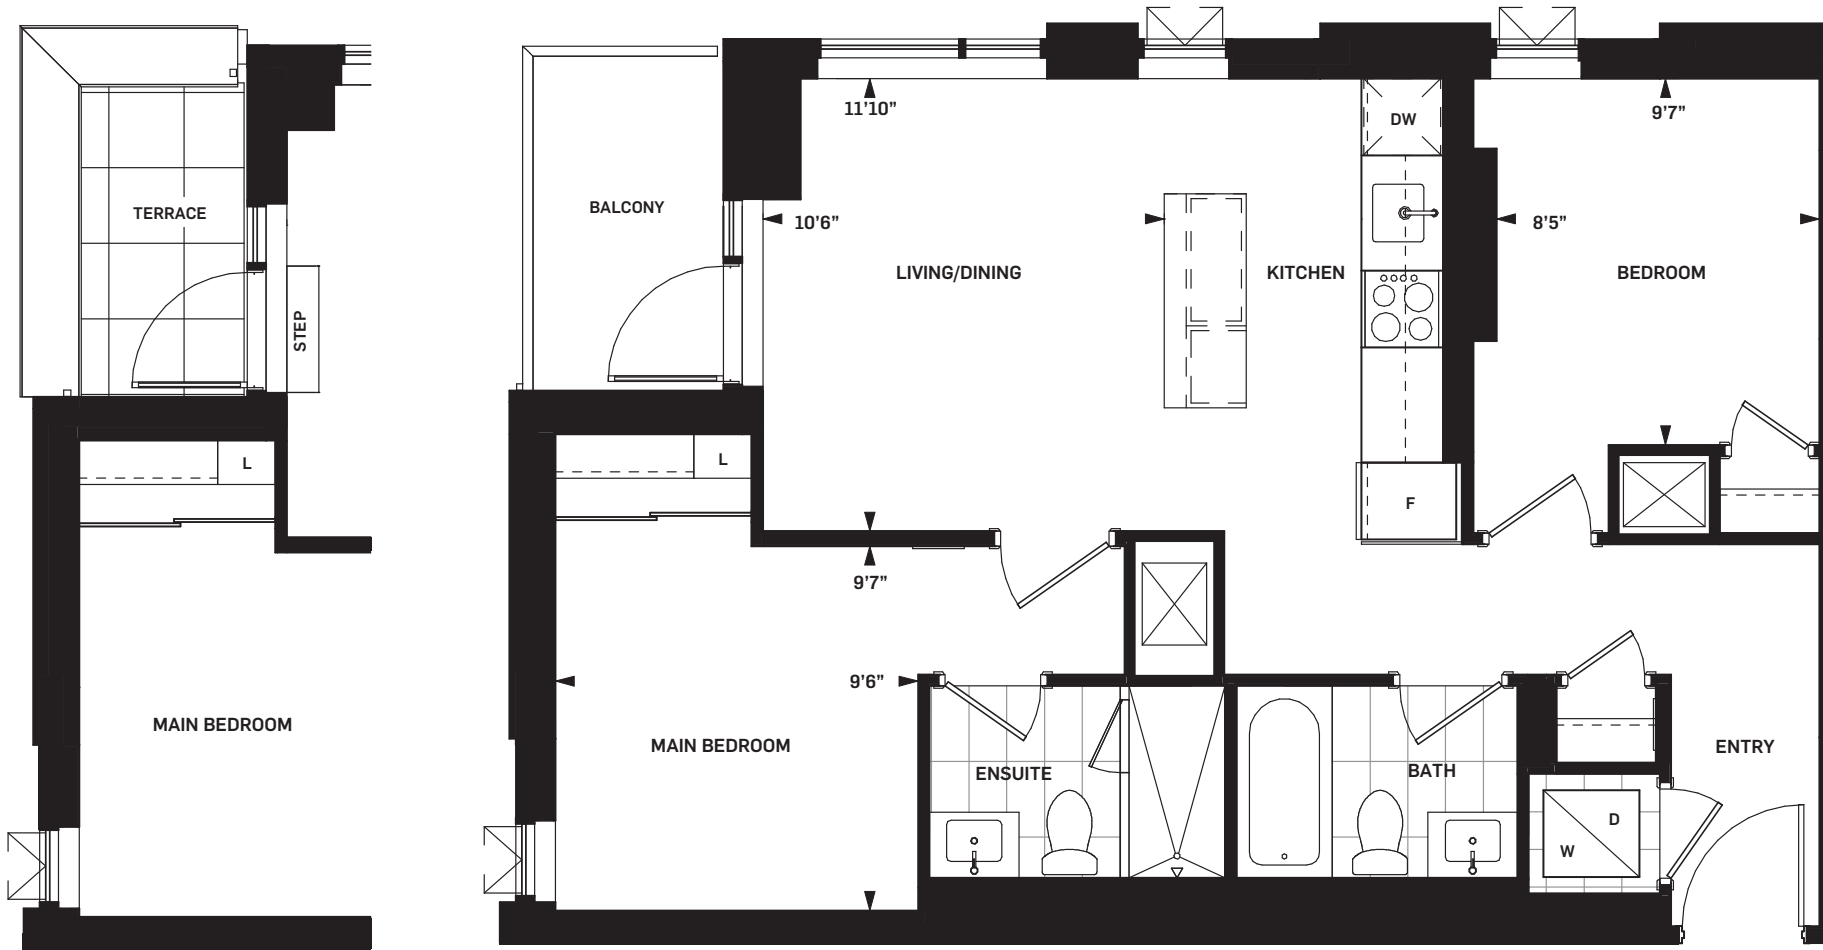 TERRACE
STEP
L
MAIN BEDROOM
11'10"
DW
9'7"
BALCONY
10'6"
8'5"
LIVING/DINING
KITCHEN
BEDROOM
L
F
9'7"
9'6"
MAIN BEDROOM
ENSUITE
BATH
ENTRY
D
W